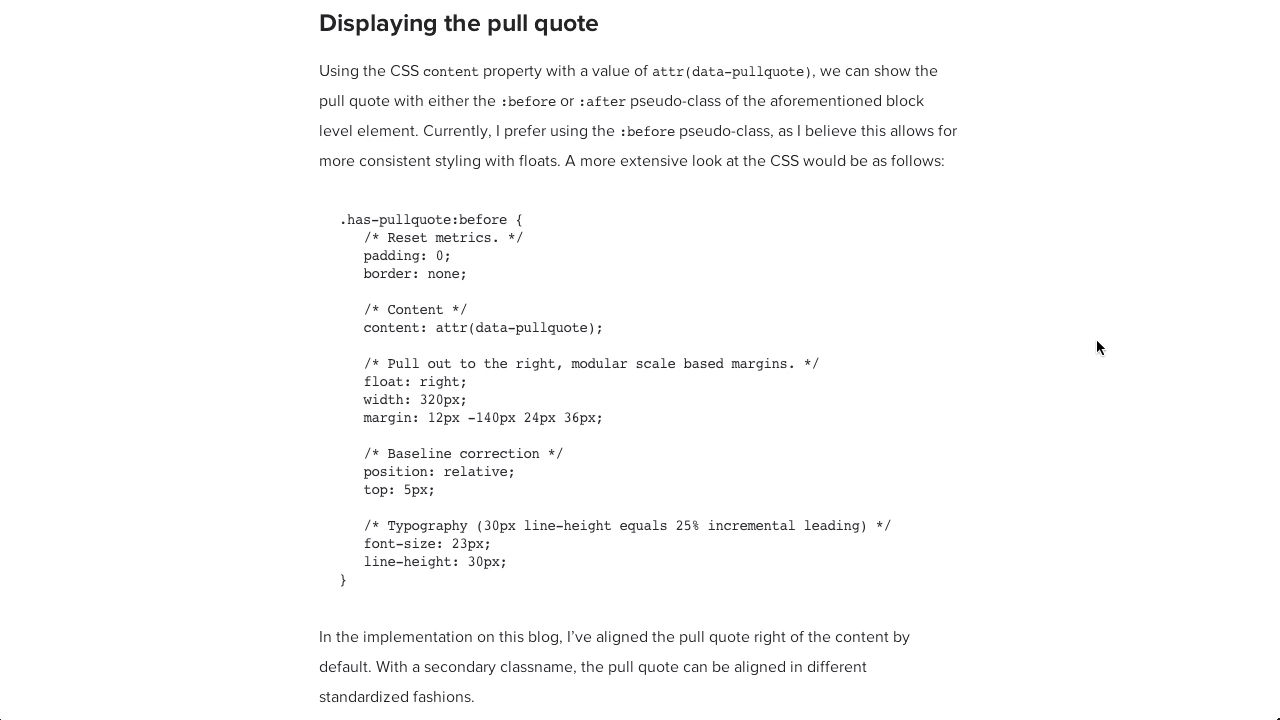 Displaying the pull quote
Using the CSS content property with a value of attr(data-pullquote), we can show the
pull quote with either the :before or :after pseudo-class of the aforementioned block
level element. Currently, I prefer using the :before pseudo-class, as I believe this allows for
more consistent styling with floats. A more extensive look at the CSS would be as follows:
.has-pullquote:before {
/* Reset metrics. */
padding: 0;
border: none;
/* Content */
content: attr(data-pullquote);
/* Pull out to the right, modular scale based margins. */
float: right;
width: 320px;
margin: 12px -140px 24px 36px;
/* Baseline correction */
position: relative;
top: 5px;
/* Typography (30px line-height equals 25% incremental leading) */
font-size: 23px;
line-height: 30px;
}
In the implementation on this blog, I’ve aligned the pull quote right of the content by
default. With a secondary classname, the pull quote can be aligned in different
standardized fashions.